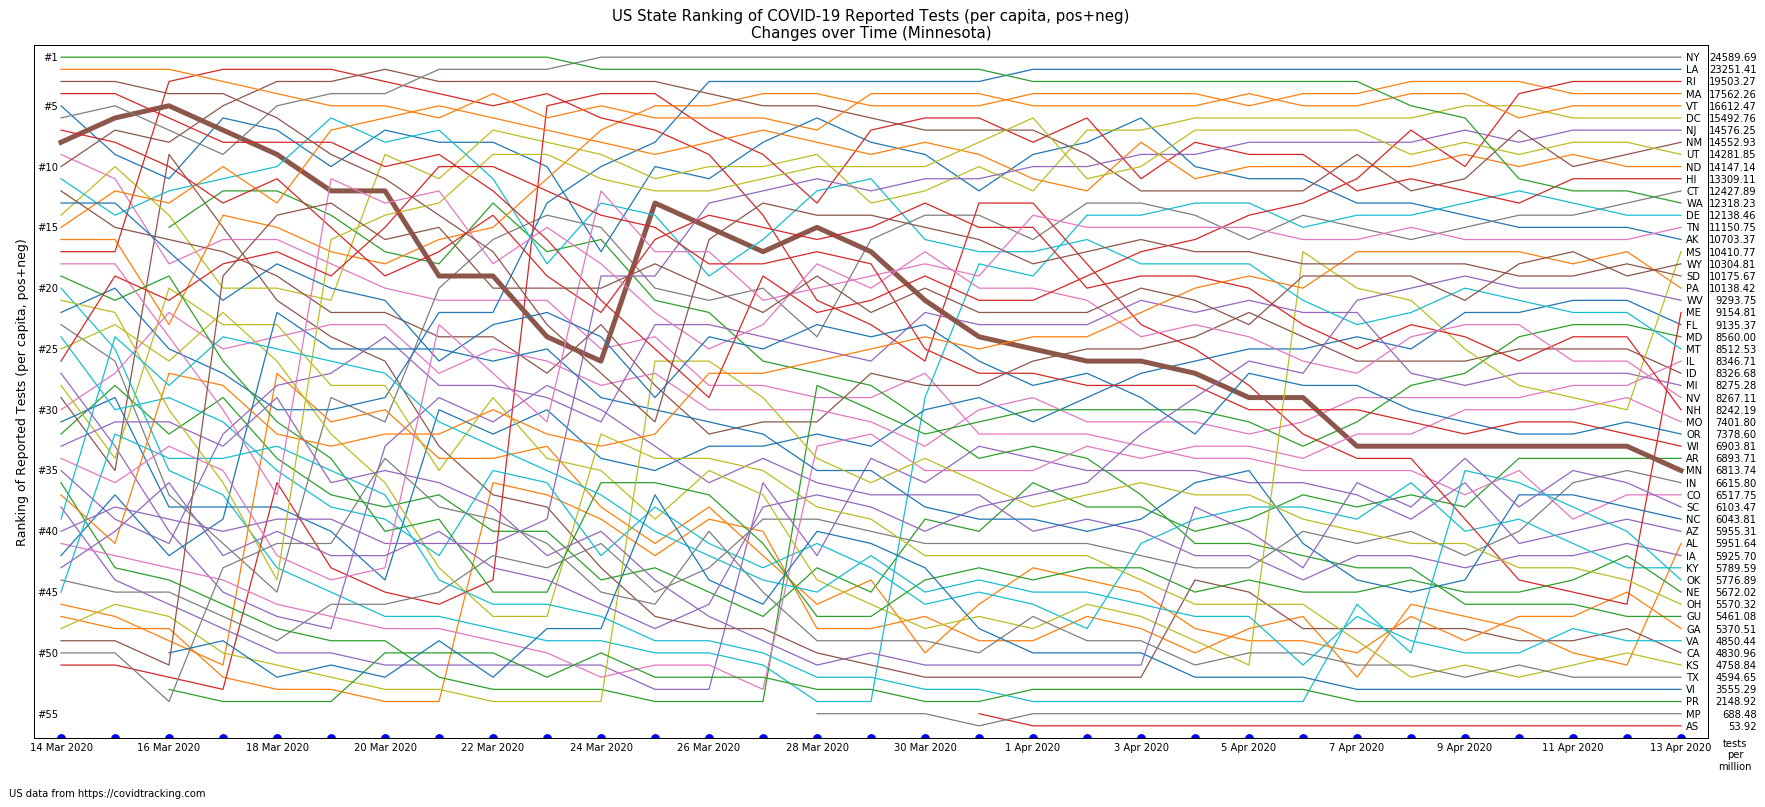 US State Ranking of COVID-19 Reported Tests (per capita, pos+neg)
Changes over Time (Minnesota)
Ranking of Reported Tests (per capita, pos+neg)
#1
#5
#10
#15
#20
#25
#30
#35
#40
#45
#50
#55
NY 24589.69
LA 23251.41
RI 19503.27
MA 17562.26
VT 16612.47
DC 15492.76
NJ 14576.25
NM 14552.93
UT 14281.85
ND 14147.14
HI 13309.11
CT 12427.89
WA 12318.23
DE 12138.46
TN 11150.75
AK 10703.37
MS 10410.77
WY 10304.81
SD 10175.67
PA 10138.42
WV 9293.75
ME 9154.81
FL 9135.37
MD 8560.00
MT 8512.53
IL 8346.71
ID 8326.68
MI 8275.28
NV 8267.11
NH 8242.19
MO 7401.80
OR 7378.60
WI 6903.81
AR 6893.71
MN 6813.74
IN 6615.80
CO 6517.75
SC 6103.47
NC 6043.81
AZ 5955.31
AL 5951.64
IA 5925.70
KY 5789.59
OK 5776.89
NE 5672.02
OH 5570.32
GU 5461.08
GA 5370.51
VA 4850.44
CA 4830.96
KS 4758.84
TX 4594.65
VI 3555.29
PR 2148.92
MP 688.48
AS 53.92
14 Mar 2020 16 Mar 2020 18 Mar 2020 20 Mar 2020 22 Mar 2020 24 Mar 2020 26 Mar 2020 28 Mar 2020 30 Mar 2020 1 Apr 2020 3 Apr 2020 5 Apr 2020 7 Apr 2020 9 Apr 2020 11 Apr 2020 13 Apr 2020
tests
per
million
US data from https://covidtracking.com